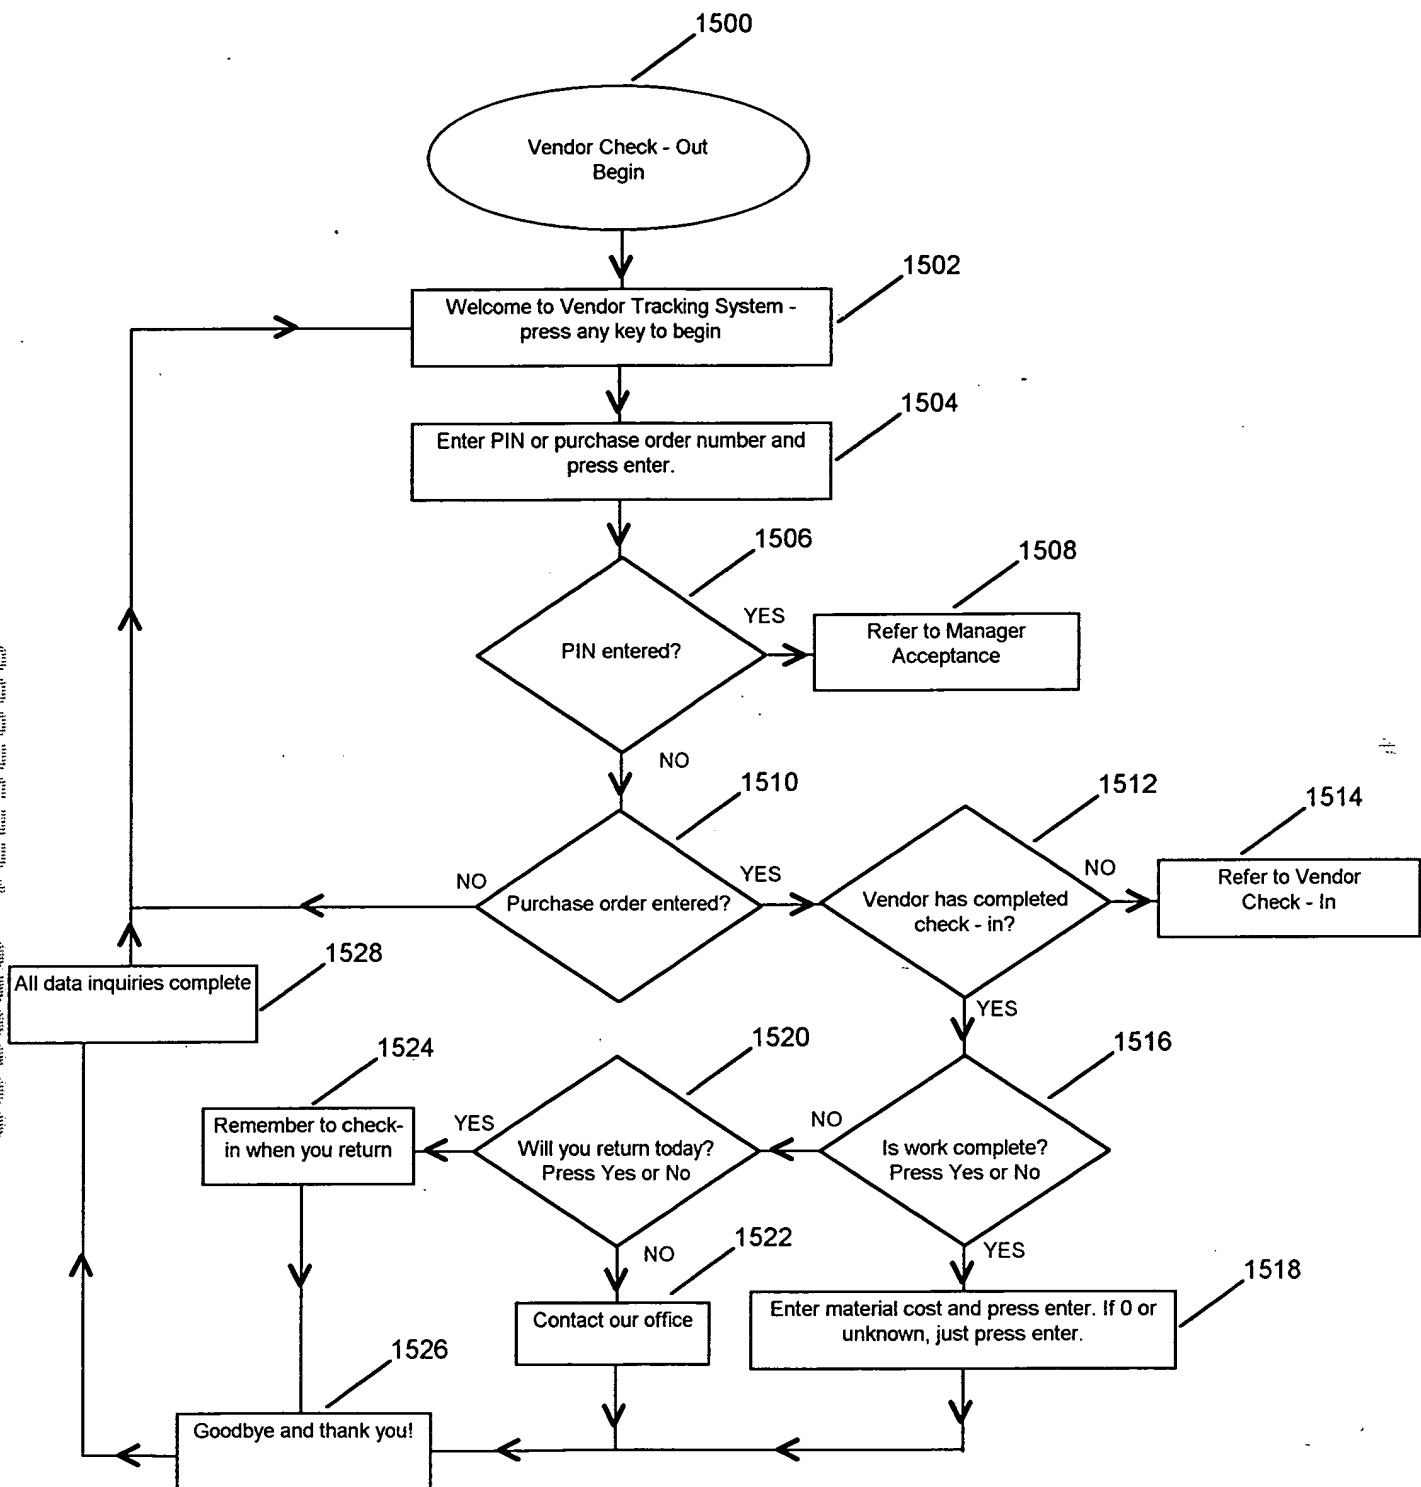 1500
Vendor Check - Out
Begin
1502
Welcome to Vendor Tracking System -
press any key to begin
1504
Enter PIN or purchase order number and
press enter.
1506
1508
YES
Refer to Manager
Acceptance
PIN entered?
NO
1510
1512
1514
NO
YES
NO
Purchase order entered?
Vendor has completed
check - in?
Refer to Vendor
Check - In
1528
All data inquiries complete
YES
1524
1520
1516
Remember to check-
in when you return
YES
Will you return today?
Press Yes or No
NO
Is work complete?
Press Yes or No
1522
NO
YES
1518
Contact our office
Enter material cost and press enter. If 0 or
unknown, just press enter.
1526
Goodbye and thank you!